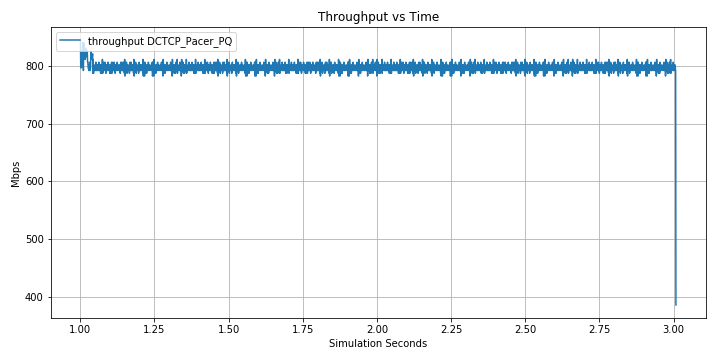 Throughput vs Time
throughput DCTCP_Pacer_PQ
800
700
600
500
400
Mbps
1.00 1.25 1.50 1.75 2.00 2.25 2.50 2.75 3.00
Simulation Seconds